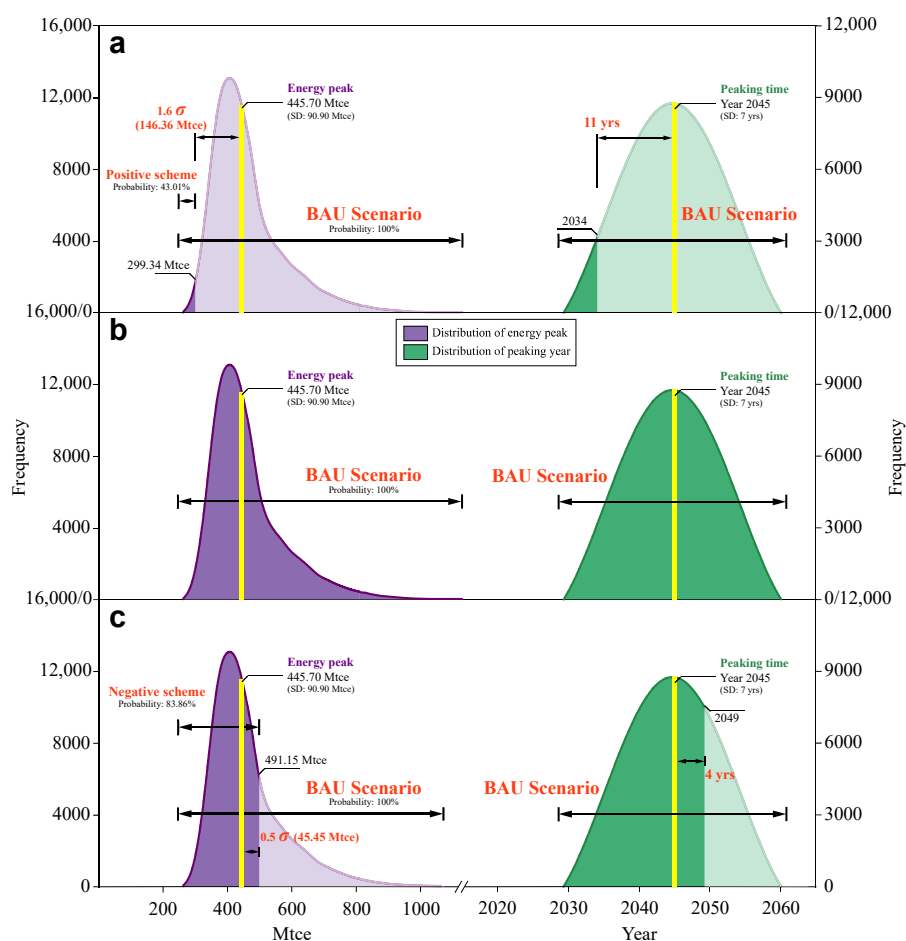 16,000
12,000
a
Energy peak
445.70 Mtce
(SD: 90.90 Mtce)
Peaking time
Year 2045
(SD: 7 yrs)
12,000
9000
1.6 σ
(146.36 Mtce)
11 yrs
8000
6000
Positive scheme
Probability: 43.01%
BAU Scenario
Probability: 100%
2034
BAU Scenario
4000
3000
299.34 Mtce
16,000/0
0/12,000
b
Distribution of energy peak
Distribution of peaking year
Energy peak
445.70 Mtce
(SD: 90.90 Mtce)
Peaking time
Year 2045
(SD: 7 yrs)
12,000
9000
Frequency
Frequency
8000
6000
BAU Scenario
Probability: 100%
BAU Scenario
4000
3000
16,000/0
0/12,000
c
Energy peak
445.70 Mtce
(SD: 90.90 Mtce)
Peaking time
Year 2045
(SD: 7 yrs)
12,000
9000
Negative scheme
Probability: 83.86%
2049
8000
6000
491.15 Mtce
4 yrs
BAU Scenario
Probability: 100%
BAU Scenario
4000
3000
0.5 σ (45.45 Mtce)
0
0
200
400
600
800
1000
2020
2030
2040
2050
2060
Mtce
Year